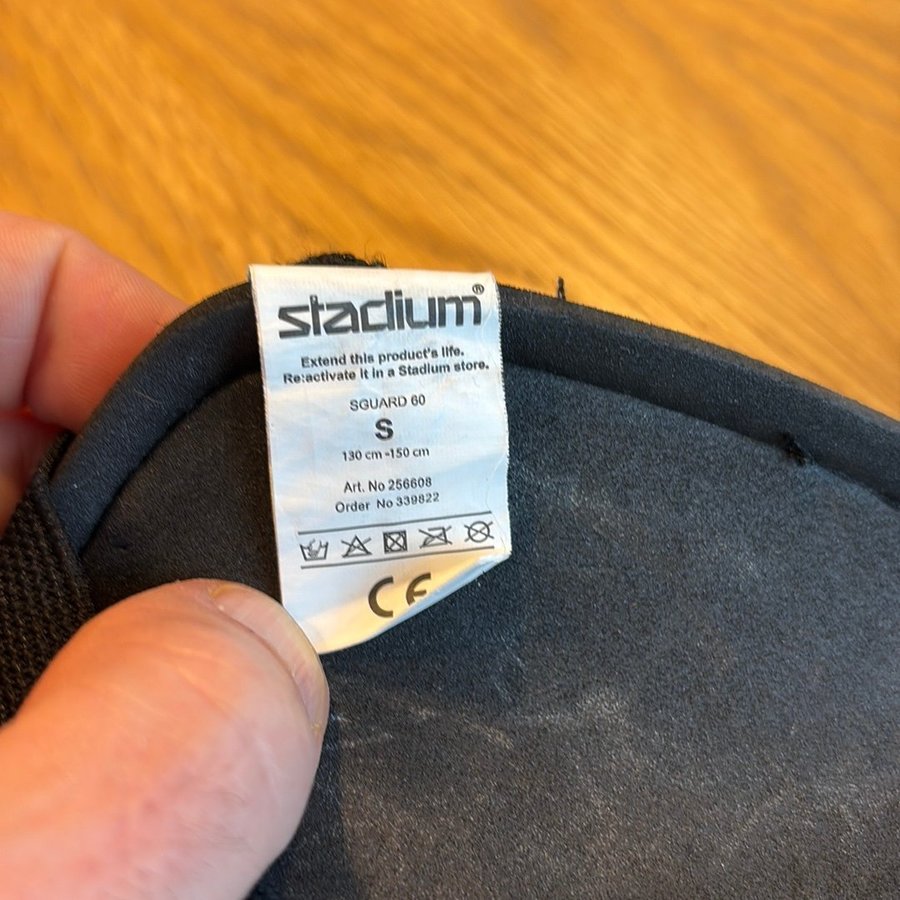 stadium®
Extend this product's life.
Re:activate it in a Stadium store.
SGUARD 60
S
130 cm -150 cm
Art. No 256608
Order No 339822
CE